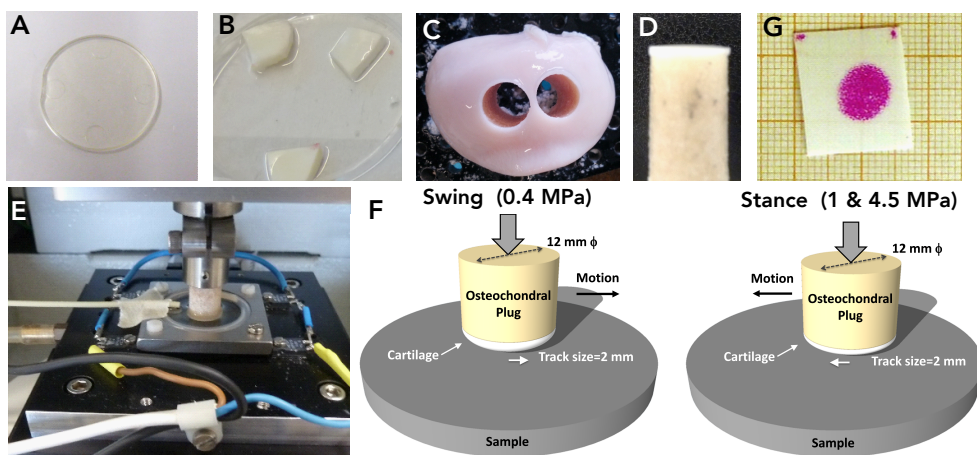 A
B
C
D
G
E
F
Swing (0.4 MPa)
12 mm ϕ
Motion
Osteochondral
Plug
Cartilage
Track size=2 mm
Sample
Stance (1 & 4.5 MPa)
12 mm ϕ
Motion
Osteochondral
Plug
Cartilage
Track size=2 mm
Sample